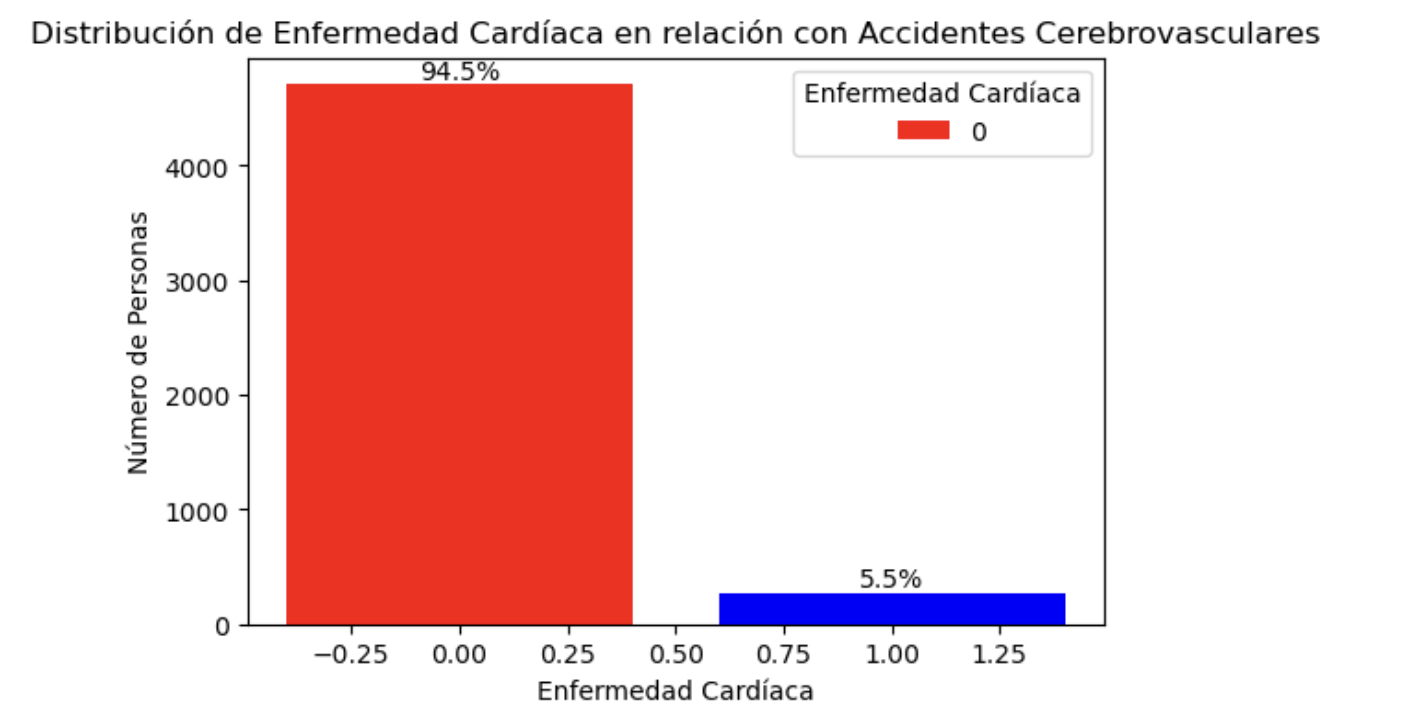 Distribución de Enfermedad Cardíaca en relación con Accidentes Cerebrovasculares
94.5%
Enfermedad Cardíaca
0
4000
3000
2000
1000
0
Número de Personas
5.5%
−0.25 0.00 0.25 0.50 0.75 1.00 1.25
Enfermedad Cardíaca